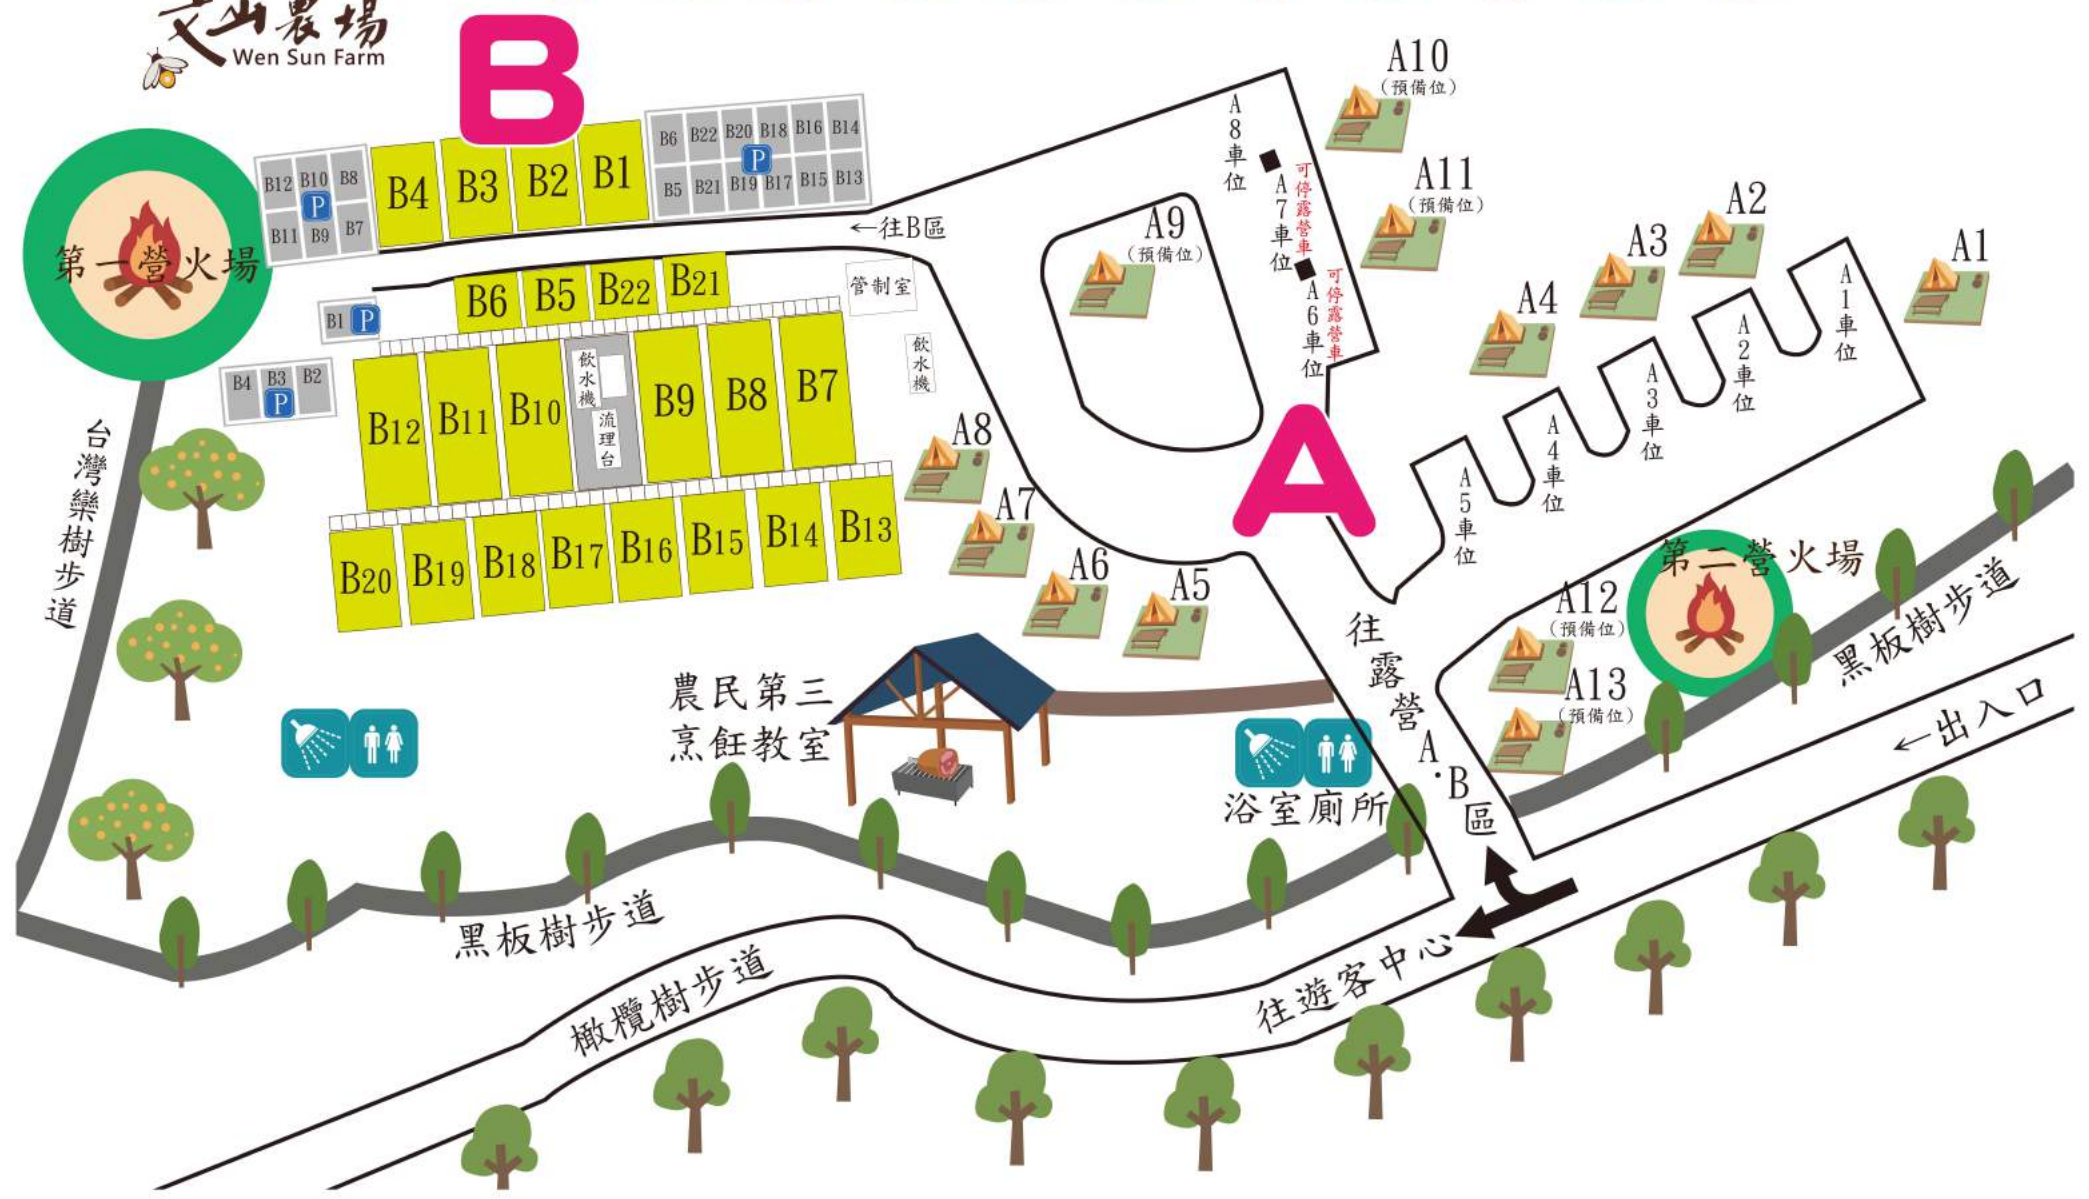 文山農場
Wen Sun Farm
B
A10
(預備位)
A11
(預備位)
A9
(預備位)
A8車位
A7車位
可停露營車
A6車位
可停露營車
A2
A3
A1
A4
A1車位
A2車位
A3車位
A4車位
A5車位
A
B12 B10 B8
P
B11 B9 B7
B4 B3 B2 B1
B6 B22 B20 B18 B16 B14
P
B5 B21 B19 B17 B15 B13
←往B區
第一營火場
B6 B5 B22 B21
管制室
B1 P
B4 B3 B2
P
B12 B11 B10
飲水機
流理台
B9 B8 B7
飲水機
B20 B19 B18 B17 B16 B15 B14 B13
A8
A7
A6
A5
台灣欒樹步道
第二營火場
A12
(預備位)
A13
(預備位)
黑板樹步道
往露營A·B區
←出入口
農民第三
烹飪教室
浴室廁所
黑板樹步道
橄欖樹步道
往遊客中心